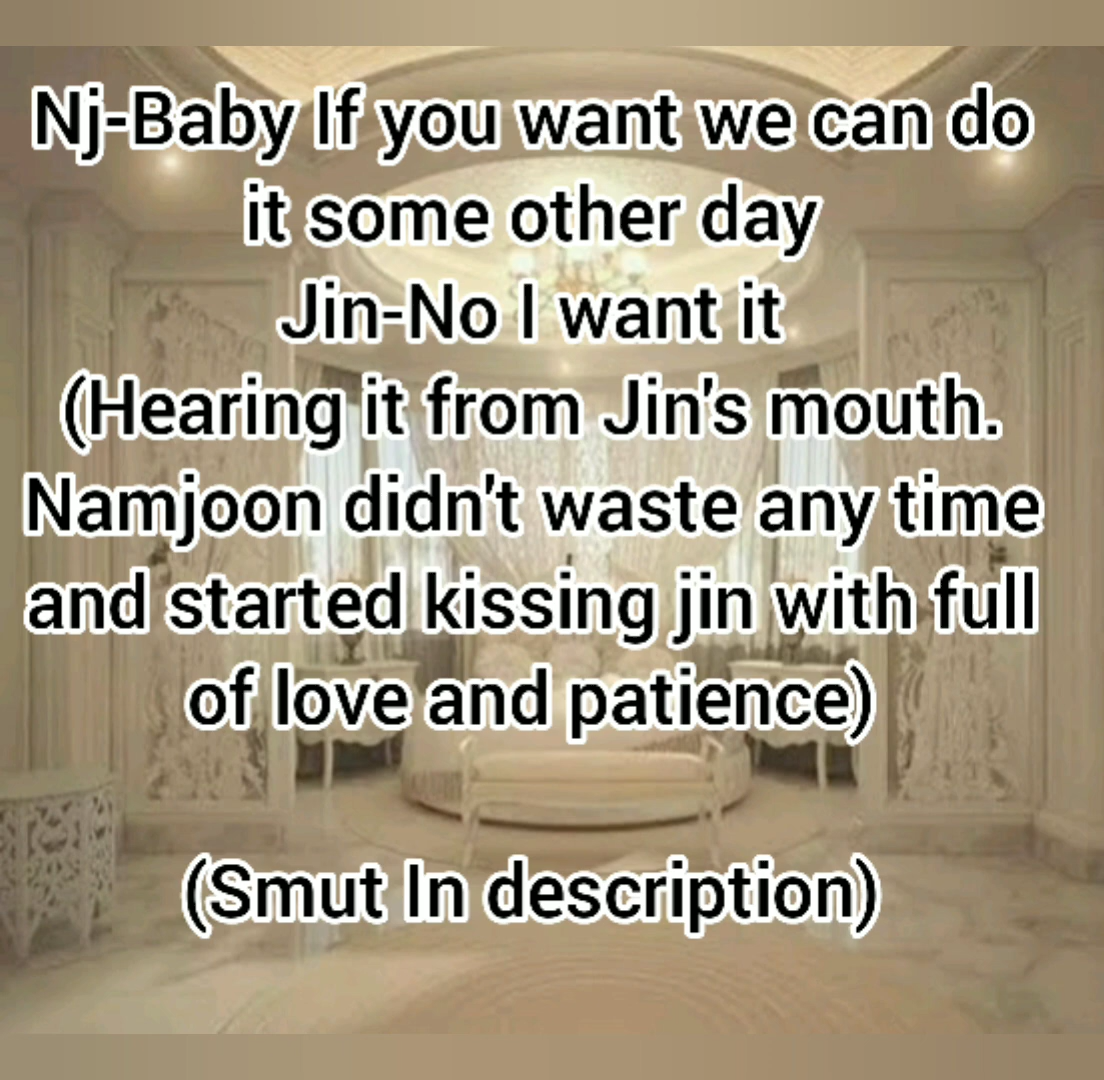 Nj-Baby If you want we can do
it some other day
Jin-No I want it
(Hearing it from Jin's mouth.
Namjoon didn't waste any time
and started kissing jin with full
of love and patience)
(Smut In description)